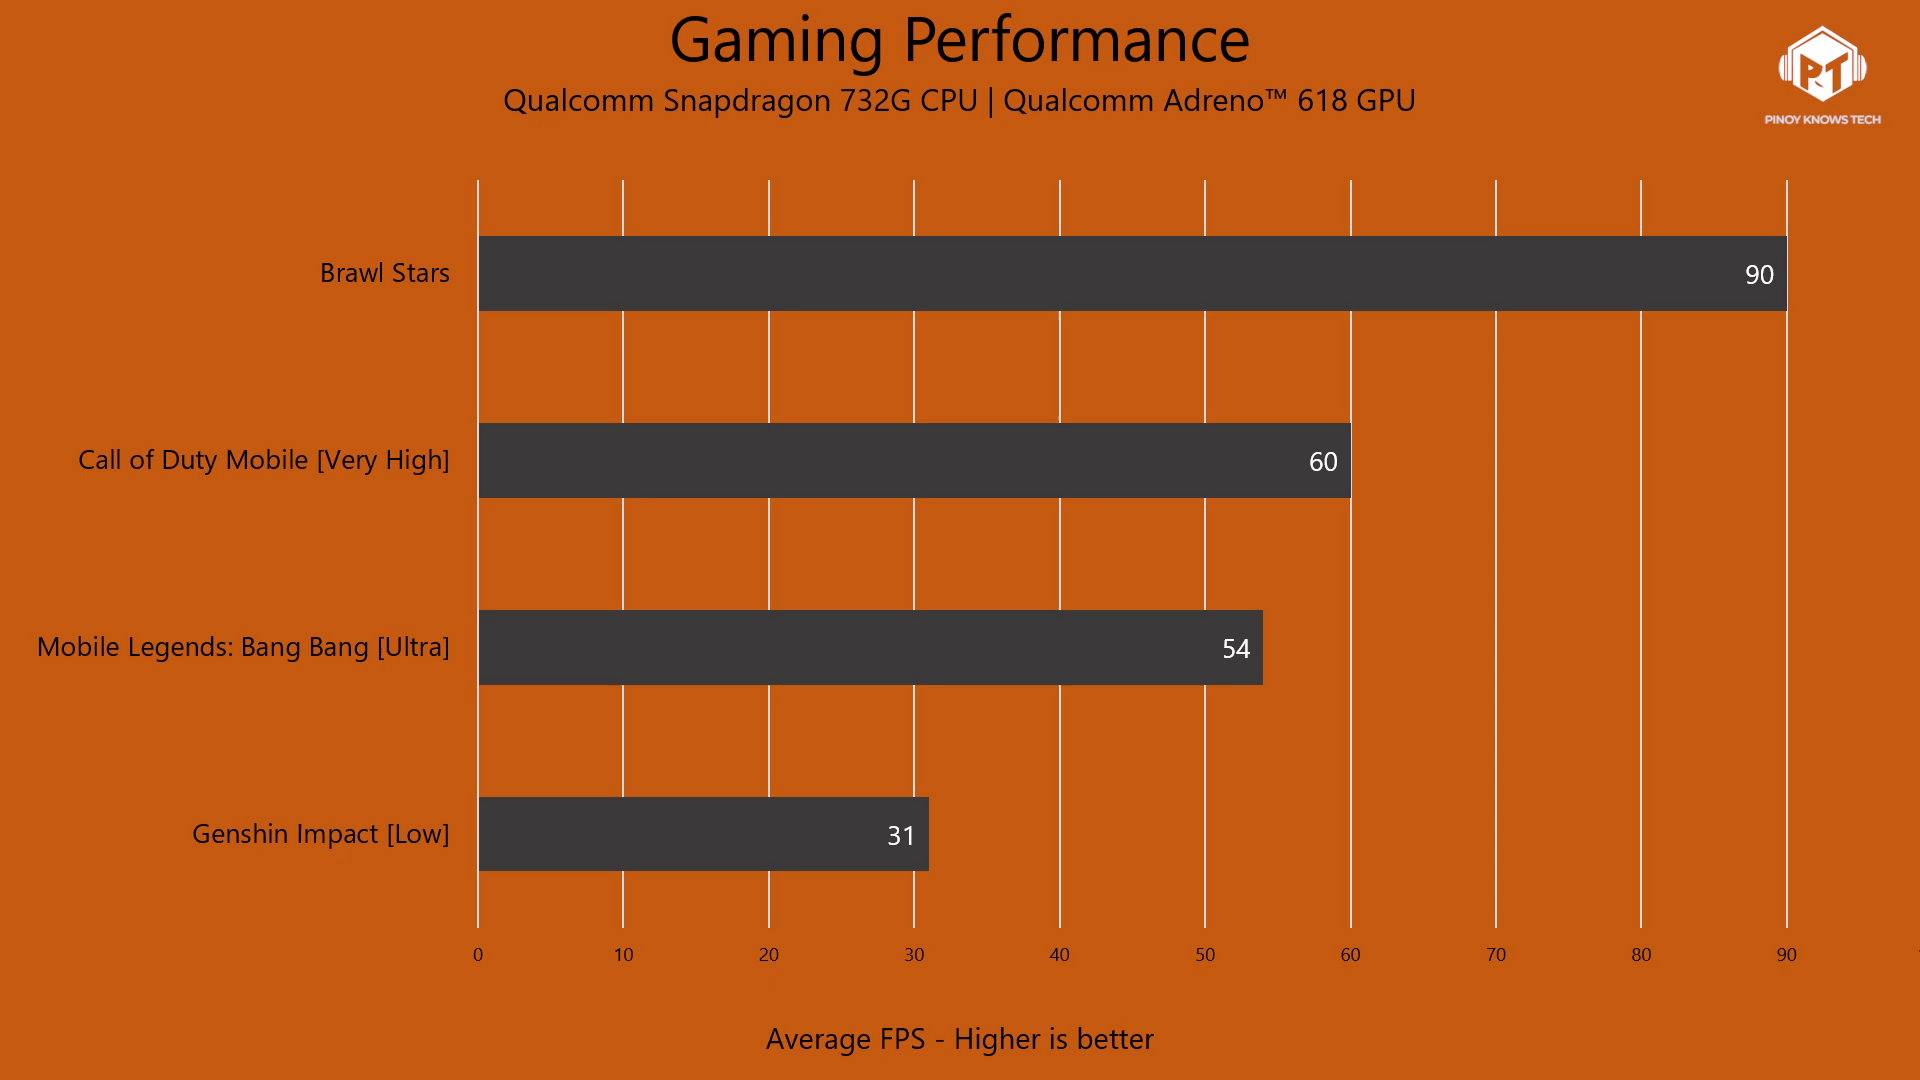 Gaming Performance
Qualcomm Snapdragon 732G CPU | Qualcomm Adreno™ 618 GPU
PT
PINOY KNOWS TECH
Brawl Stars
90
Call of Duty Mobile [Very High]
60
Mobile Legends: Bang Bang [Ultra]
54
Genshin Impact [Low]
31
0 10 20 30 40 50 60 70 80 90
Average FPS - Higher is better